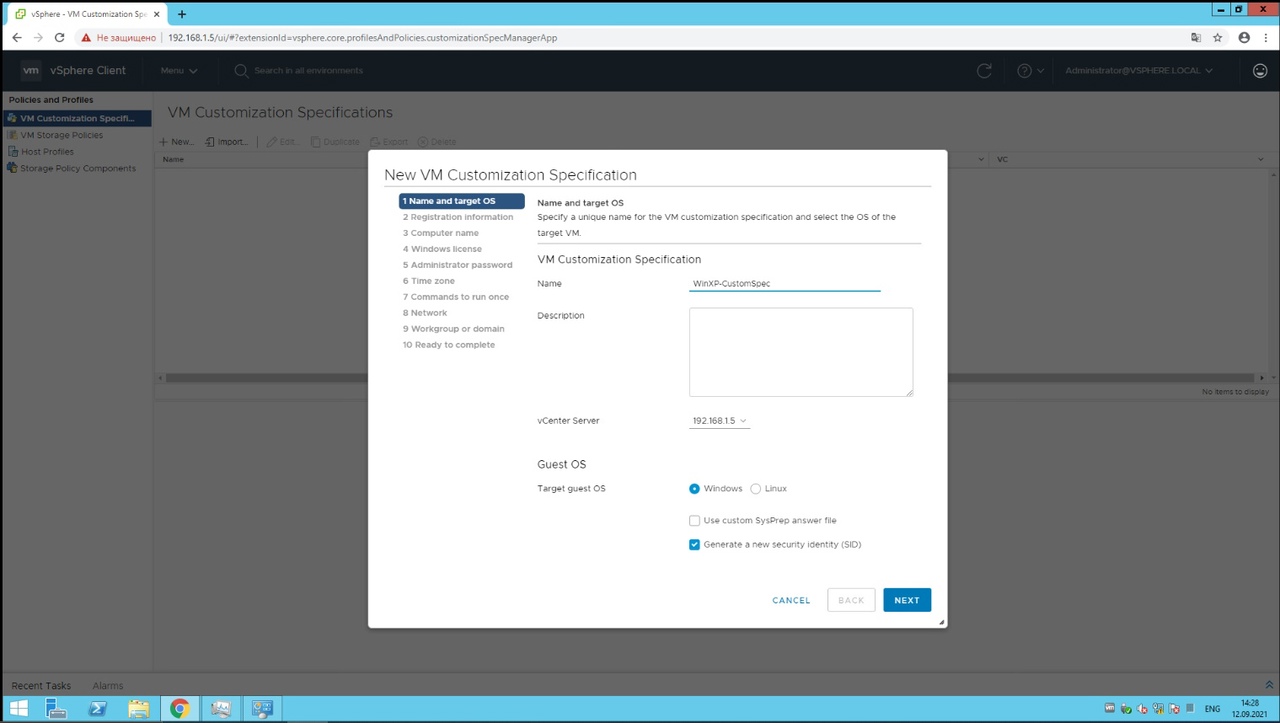 vSphere - VM Customization Spe
Не защищено
192.168.1.5/ui/#?extensionId=vsphere.core.profilesAndPolicies.customizationSpecManagerApp
vm vSphere Client
Menu
Search in all environments
Administrator@VSPHERE.LOCAL
Policies and Profiles
VM Customization Specifi...
VM Storage Policies
Host Profiles
Storage Policy Components
VM Customization Specifications
New...
Import...
Edit...
Duplicate
Export
Delete
Name
VC
No items to display
New VM Customization Specification
1 Name and target OS
2 Registration information
3 Computer name
4 Windows license
5 Administrator password
6 Time zone
7 Commands to run once
8 Network
9 Workgroup or domain
10 Ready to complete
Name and target OS
Specify a unique name for the VM customization specification and select the OS of the
target VM.
VM Customization Specification
Name
WinXP-CustomSpec
Description
vCenter Server
192.168.1.5
Guest OS
Target guest OS
Windows
Linux
Use custom SysPrep answer file
Generate a new security identity (SID)
CANCEL
BACK
NEXT
Recent Tasks
Alarms
ENG
14:28
12.09.2021